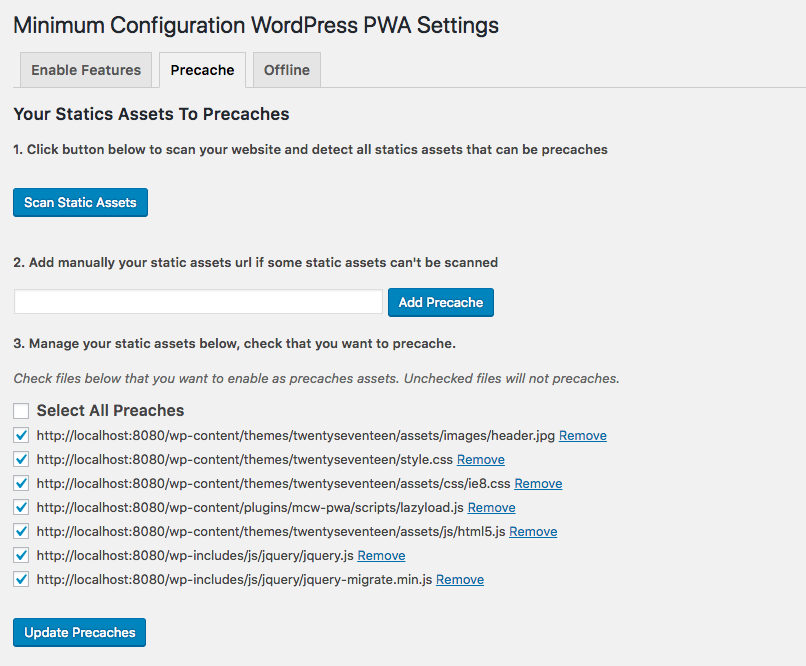 Minimum Configuration WordPress PWA Settings
Enable Features Precache Offline
Your Statics Assets To Precaches
1. Click button below to scan your website and detect all statics assets that can be precaches
Scan Static Assets
2. Add manually your static assets url if some static assets can't be scanned
Add Precache
3. Manage your static assets below, check that you want to precache.
Check files below that you want to enable as precaches assets. Unchecked files will not precaches.
Select All Preaches
http://localhost:8080/wp-content/themes/twentyseventeen/assets/images/header.jpg Remove
http://localhost:8080/wp-content/themes/twentyseventeen/style.css Remove
http://localhost:8080/wp-content/themes/twentyseventeen/assets/css/ie8.css Remove
http://localhost:8080/wp-content/plugins/mcw-pwa/scripts/lazyload.js Remove
http://localhost:8080/wp-content/themes/twentyseventeen/assets/js/html5.js Remove
http://localhost:8080/wp-includes/js/jquery/jquery.js Remove
http://localhost:8080/wp-includes/js/jquery/jquery-migrate.min.js Remove
Update Precaches